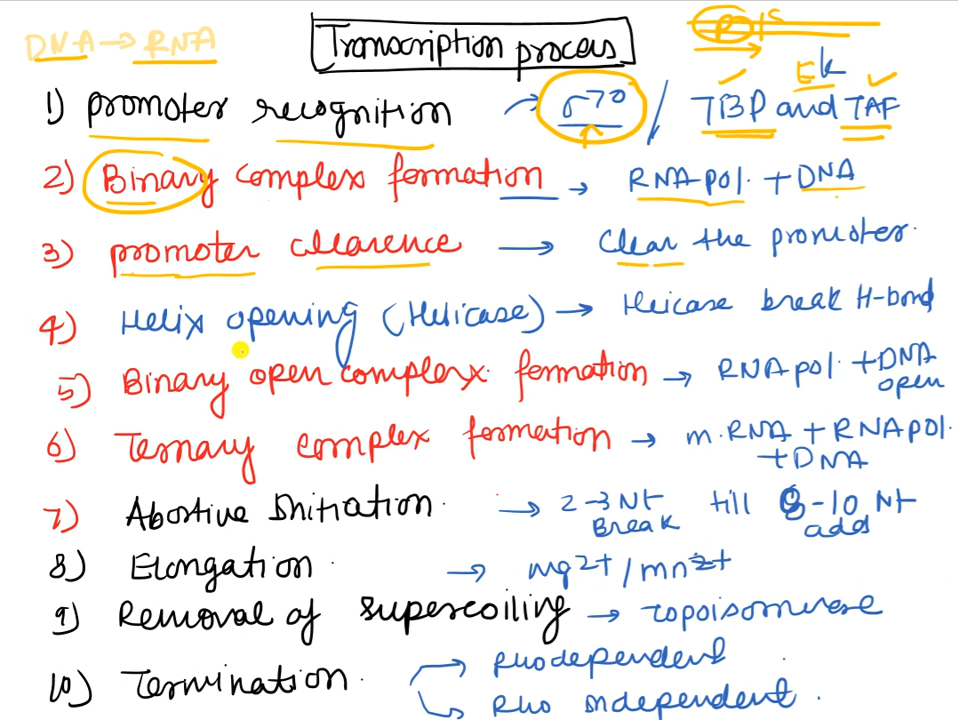 DNA → RNA
Transcription process
Ek
1) promoter recognition → σ70 / TBP and TAF
2) Binary complex formation → RNA pol. + DNA
3) promoter clearence → Clear the promoter.
4) Helix opening (Helicase) → Heicase break H-bond
5) Binary open complex formation → RNA pol. + DNA open
6) Ternary complex formation → m.RNA + RNA pol. + DNA
7) Abortive Initiation. → 2-3 Nt Break till 8-10 Nt add
8) Elongation. → mg2+ / mn2+
9) Removal of supercoiling → Topoisomerase
10) Termination. Rho dependent
Rho independent.